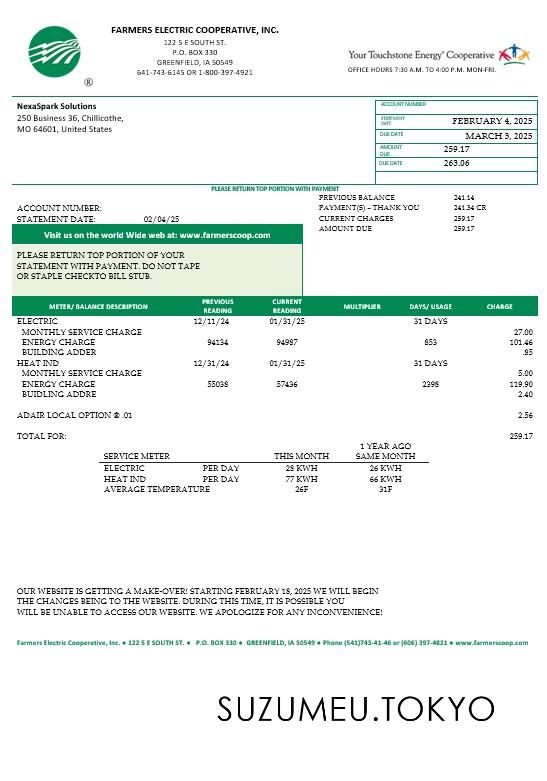 FARMERS ELECTRIC COOPERATIVE, INC.
122 5 E SOUTH ST.
P.O. BOX 330
GREENFIELD, IA 50549
641-743-6145 OR 1-800-397-4921
®
Your Touchstone Energy® Cooperative
OFFICE HOURS 7:30 A.M. TO 4:00 P.M. MON-FRI.
NexaSpark Solutions
250 Business 36, Chillicothe,
MO 64601, United States
ACCOUNT NUMBER
STATEMENT DATE FEBRUARY 4, 2025
DUE DATE MARCH 3, 2025
AMOUNT DUE 259.17
DUE DATE 263.06
PLEASE RETURN TOP PORTION WITH PAYMENT
PREVIOUS BALANCE 241.14
PAYMENT(S) – THANK YOU 241.34 CR
CURRENT CHARGES 259.17
AMOUNT DUE 259.17
ACCOUNT NUMBER:
STATEMENT DATE: 02/04/25
Visit us on the world Wide web at: www.farmerscoop.com
PLEASE RETURN TOP PORTION OF YOUR
STATEMENT WITH PAYMENT. DO NOT TAPE
OR STAPLE CHECKTO BILL STUB.
METER/ BALANCE DESCRIPTION PREVIOUS READING CURRENT READING MULTIPLIER DAYS/ USAGE CHARGE
ELECTRIC 12/11/24 01/31/25 31 DAYS
MONTHLY SERVICE CHARGE 27.00
ENERGY CHARGE 94134 94987 853 101.46
BUILDING ADDER .85
HEAT IND 12/31/24 01/31/25 31 DAYS
MONTHLY SERVICE CHARGE 5.00
ENERGY CHARGE 55038 57436 2398 119.90
BUIDLING ADDRE 2.40
ADAIR LOCAL OPTION @ .01 2.56
TOTAL FOR: 259.17
1 YEAR AGO
SERVICE METER THIS MONTH SAME MONTH
ELECTRIC PER DAY 28 KWH 26 KWH
HEAT IND PER DAY 77 KWH 66 KWH
AVERAGE TEMPERATURE 26F 31F
OUR WEBSITE IS GETTING A MAKE-OVER! STARTING FEBRUARY 18, 2025 WE WILL BEGIN
THE CHANGES BEING TO THE WEBSITE. DURING THIS TIME, IT IS POSSIBLE YOU
WILL BE UNABLE TO ACCESS OUR WEBSITE. WE APOLOGIZE FOR ANY INCONVENIENCE!
Farmers Electric Cooperative, Inc. ● 122 5 E SOUTH ST. ● P.O. BOX 330 ● GREENFIELD, IA 50549 ● Phone (541)743-41-46 or (606) 397-4821 ● www.farmerscoop.com
SUZUMEU.TOKYO